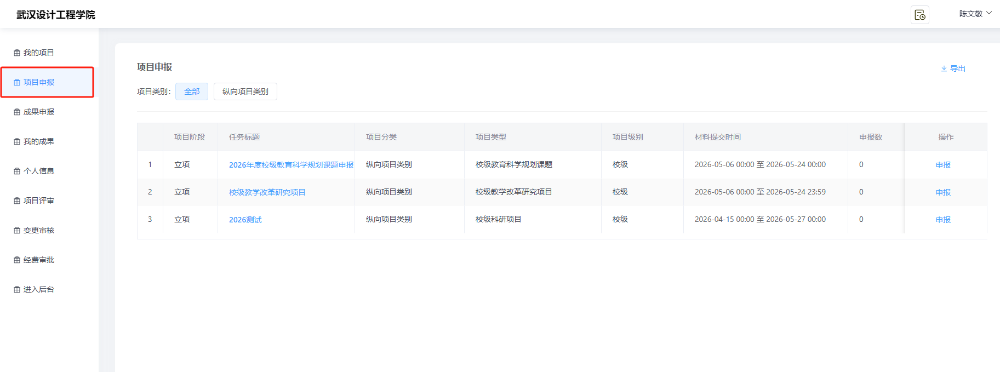 武汉设计工程学院
陈文敬
我的项目
项目申报
成果申报
我的成果
个人信息
项目评审
变更审核
经费审批
进入后台
项目申报
导出
项目类别: 全部 纵向项目类别
项目阶段 任务标题 项目分类 项目类型 项目级别 材料提交时间 申报数 操作
1 立项 2026年度校级教育科学规划课题申报 纵向项目类别 校级教育科学规划课题 校级 2026-05-06 00:00 至 2026-05-24 00:00 0 申报
2 立项 校级教学改革研究项目 纵向项目类别 校级教学改革研究项目 校级 2026-05-06 00:00 至 2026-05-24 23:59 0 申报
3 立项 2026测试 纵向项目类别 校级科研项目 校级 2026-04-15 00:00 至 2026-05-27 00:00 0 申报